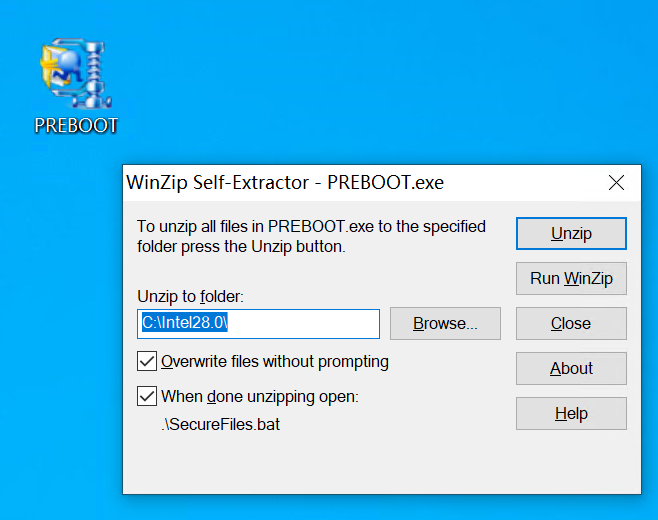 PREBOOT
WinZip Self-Extractor - PREBOOT.exe
To unzip all files in PREBOOT.exe to the specified
folder press the Unzip button.
Unzip
Run WinZip
Unzip to folder:
C:\Intel28.0\
Browse...
Close
Overwrite files without prompting
About
When done unzipping open:
.\SecureFiles.bat
Help